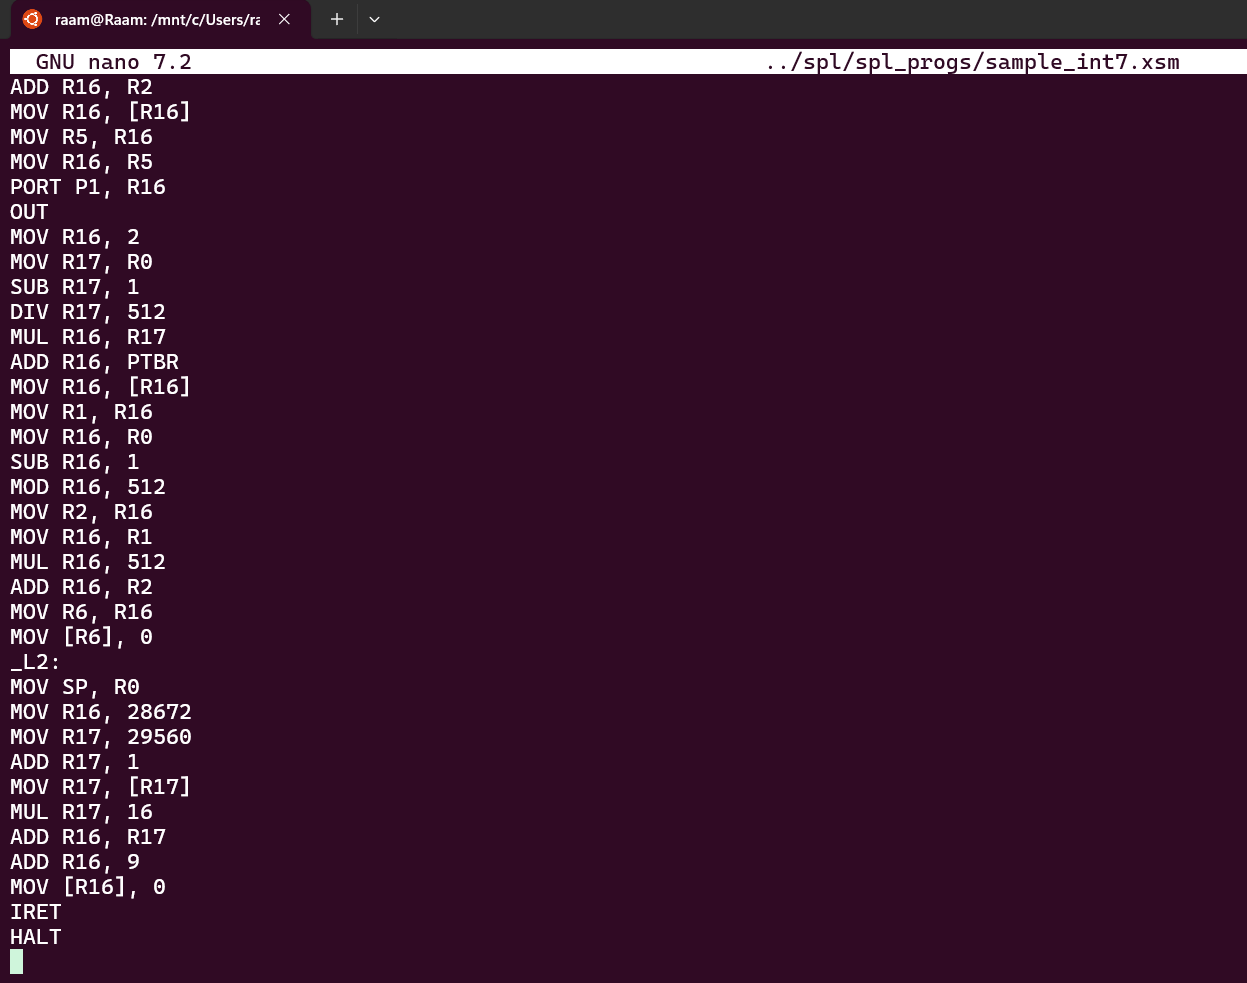 raam@Raam: /mnt/c/Users/ra
GNU nano 7.2 ../spl/spl_progs/sample_int7.xsm
ADD R16, R2
MOV R16, [R16]
MOV R5, R16
MOV R16, R5
PORT P1, R16
OUT
MOV R16, 2
MOV R17, R0
SUB R17, 1
DIV R17, 512
MUL R16, R17
ADD R16, PTBR
MOV R16, [R16]
MOV R1, R16
MOV R16, R0
SUB R16, 1
MOD R16, 512
MOV R2, R16
MOV R16, R1
MUL R16, 512
ADD R16, R2
MOV R6, R16
MOV [R6], 0
_L2:
MOV SP, R0
MOV R16, 28672
MOV R17, 29560
ADD R17, 1
MOV R17, [R17]
MUL R17, 16
ADD R16, R17
ADD R16, 9
MOV [R16], 0
IRET
HALT